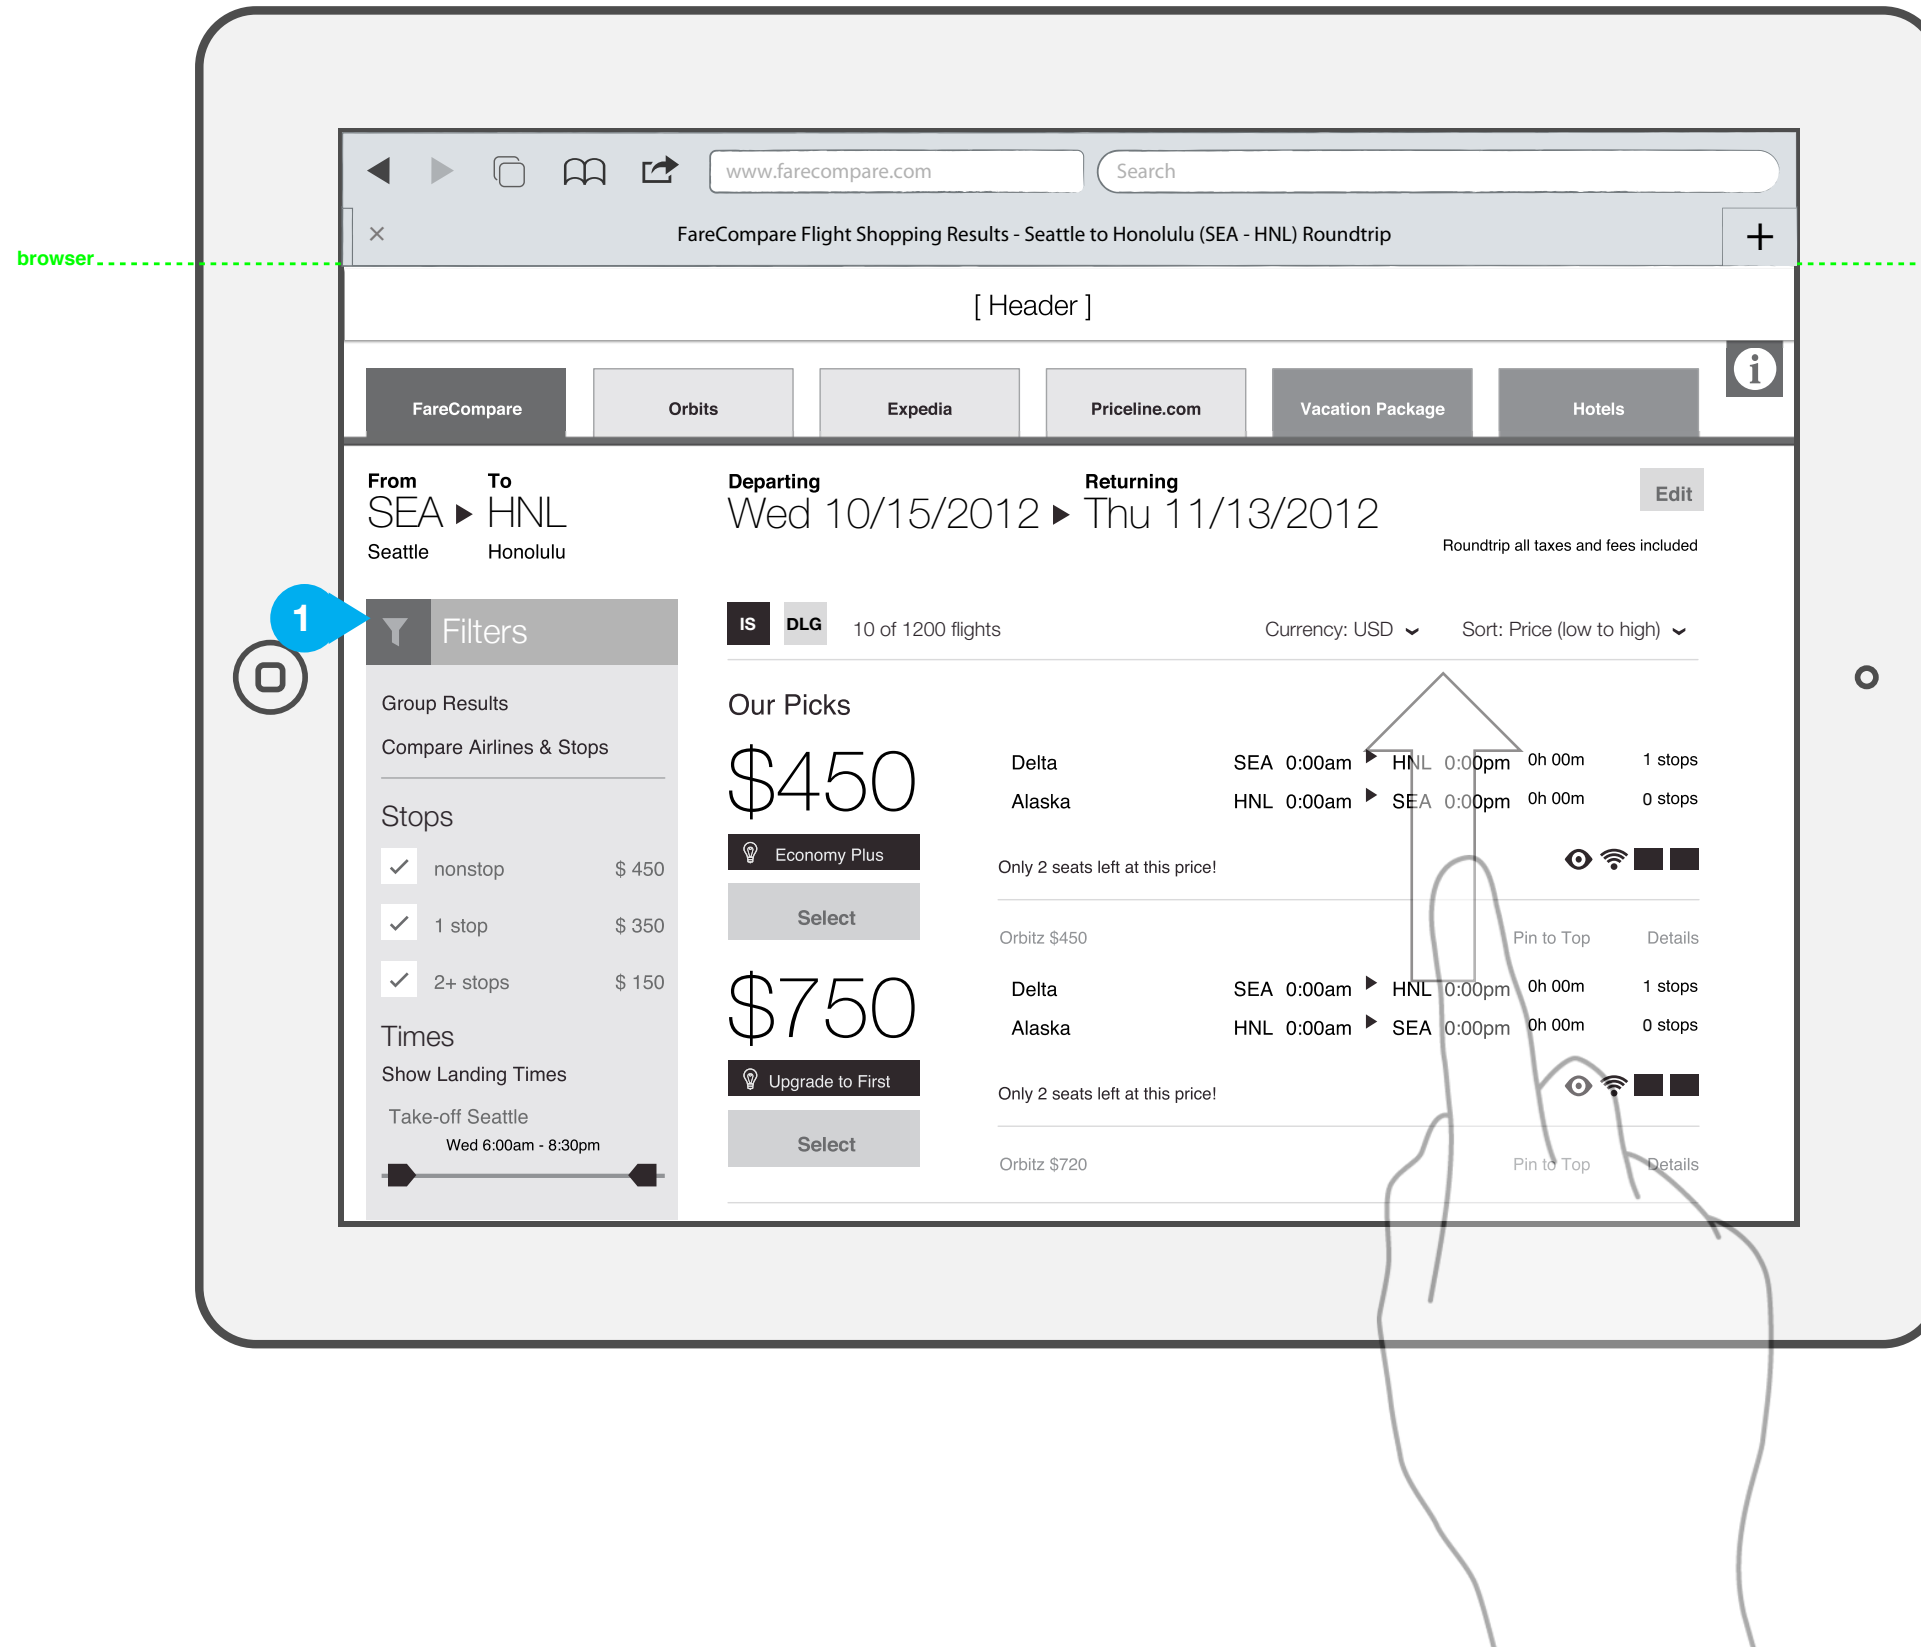 www.farecompare.com
Search
FareCompare Flight Shopping Results - Seattle to Honolulu (SEA - HNL) Roundtrip
browser
[ Header ]
FareCompare
Orbits
Expedia
Priceline.com
Vacation Package
Hotels
From
To
SEA
HNL
Seattle
Honolulu
Departing
Returning
Wed 10/15/2012
Thu 11/13/2012
Edit
Roundtrip all taxes and fees included
1
Filters
Group Results
Compare Airlines & Stops
Stops
nonstop $ 450
1 stop $ 350
2+ stops $ 150
Times
Show Landing Times
Take-off Seattle
Wed 6:00am - 8:30pm
IS
DLG
10 of 1200 flights
Currency: USD
Sort: Price (low to high)
Our Picks
$450
Delta SEA 0:00am HNL 0:00pm 0h 00m 1 stops
Alaska HNL 0:00am SEA 0:00pm 0h 00m 0 stops
Economy Plus
Only 2 seats left at this price!
Select
Orbitz $450
Pin to Top
Details
$750
Delta SEA 0:00am HNL 0:00pm 0h 00m 1 stops
Alaska HNL 0:00am SEA 0:00pm 0h 00m 0 stops
Upgrade to First
Only 2 seats left at this price!
Select
Orbitz $720
Pin to Top
Details